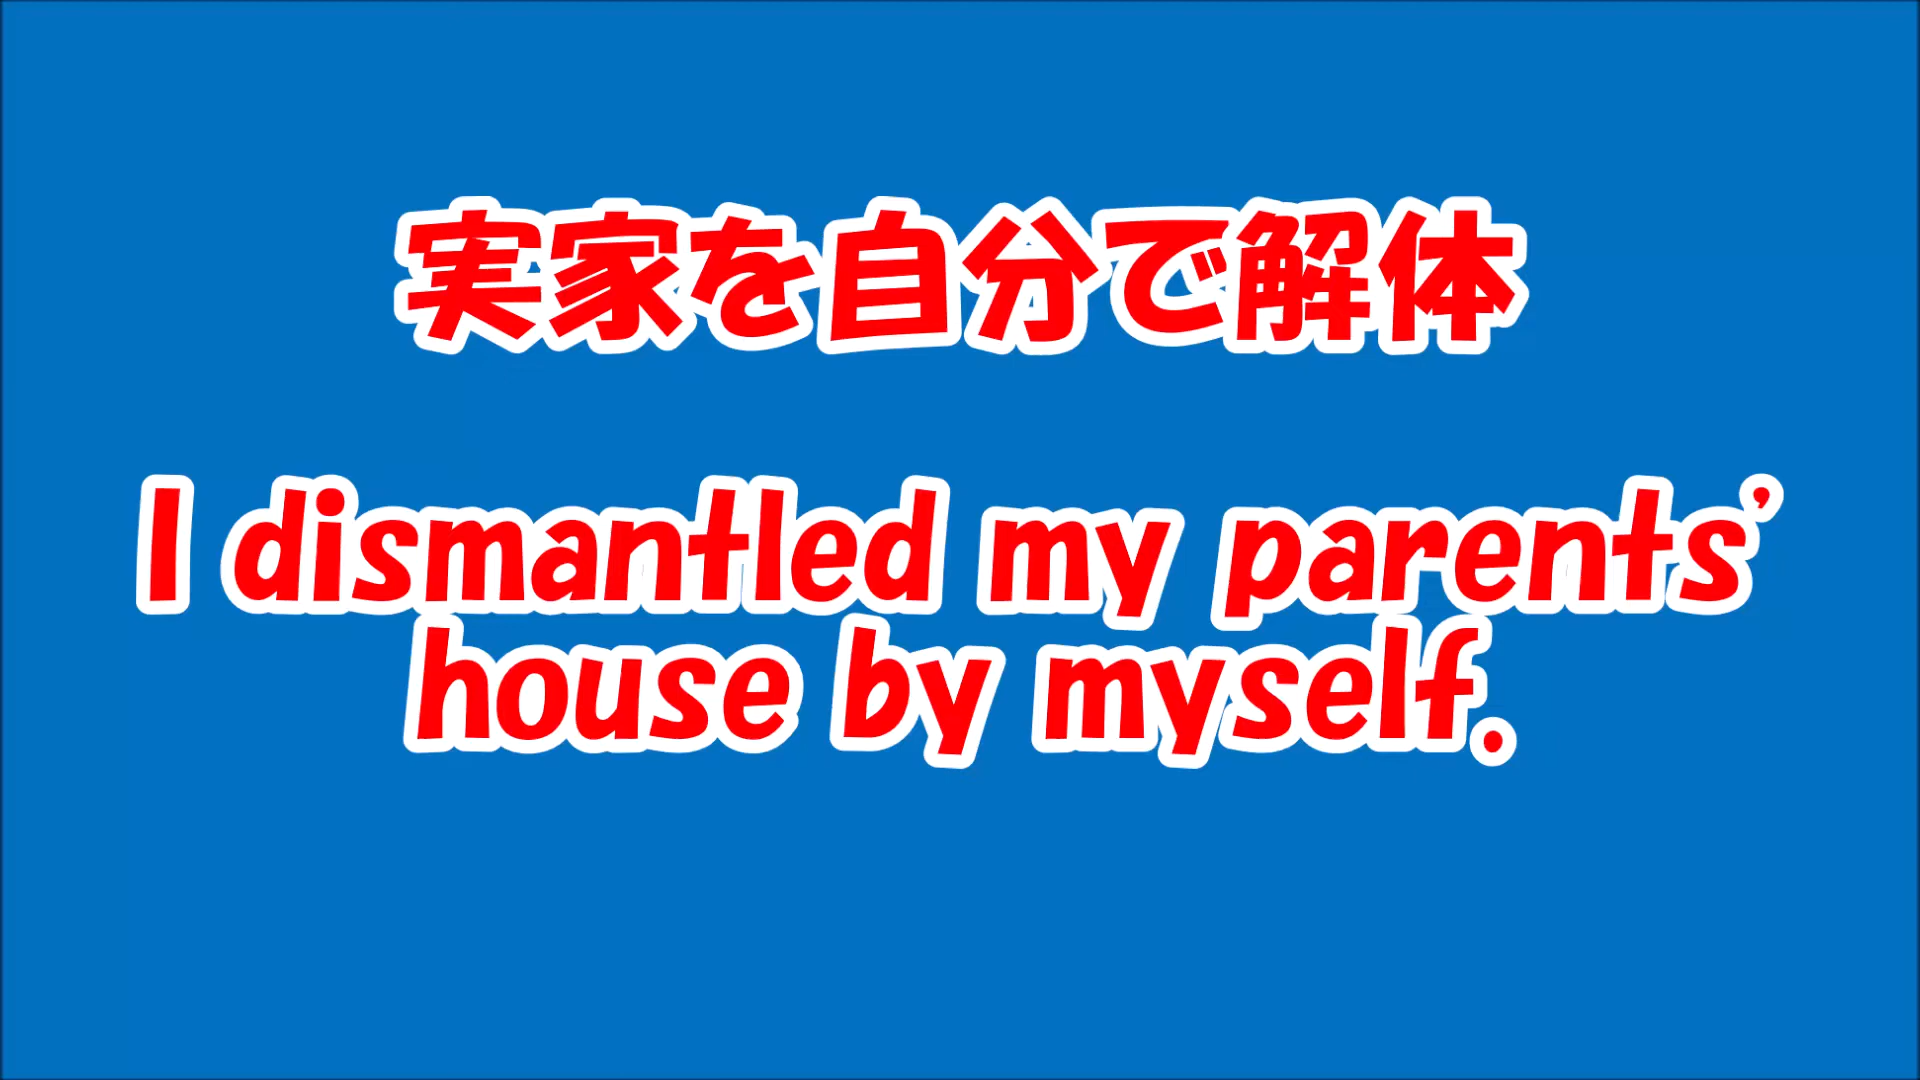 実家を自分で解体
I dismantled my parents'
house by myself.